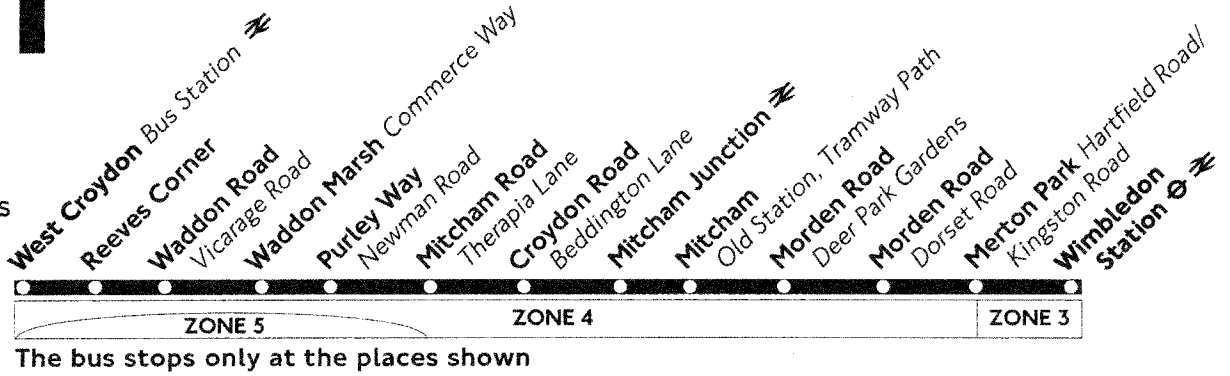 s
West Croydon Bus Station
Reeves Corner
Waddon Road
Vicarage Road
Waddon Marsh Commerce Way
Purley Way
Newman Road
Mitcham Road
Therapia Lane
Croydon Road
Beddington Lane
Mitcham Junction
Mitcham
Old Station, Tramway Path
Morden Road
Deer Park Gardens
Morden Road
Dorset Road
Merton Park Hartfield Road/
Kingston Road
Wimbledon
Station
ZONE 5
ZONE 4
ZONE 3
The bus stops only at the places shown